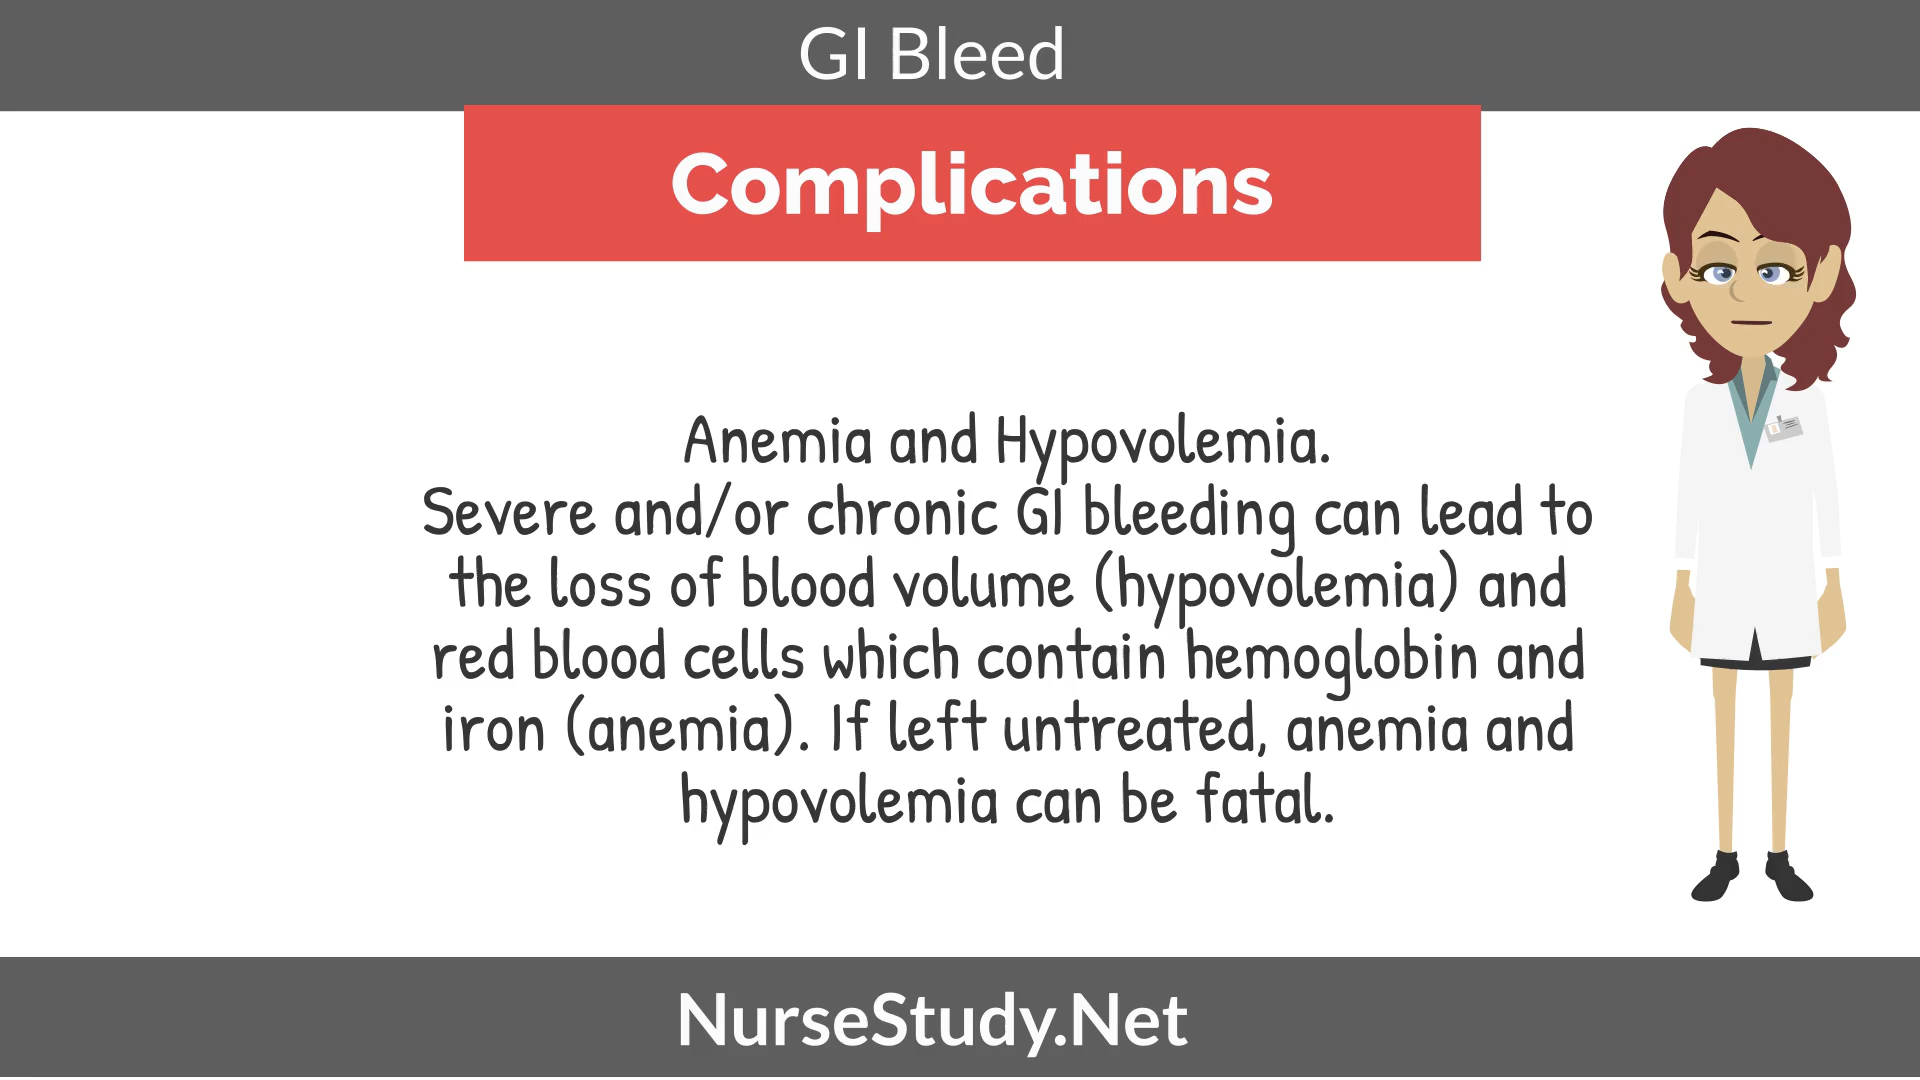 GI Bleed
Complications
Anemia and Hypovolemia.
Severe and/or chronic GI bleeding can lead to
the loss of blood volume (hypovolemia) and
red blood cells which contain hemoglobin and
iron (anemia). If left untreated, anemia and
hypovolemia can be fatal.
NurseStudy.Net